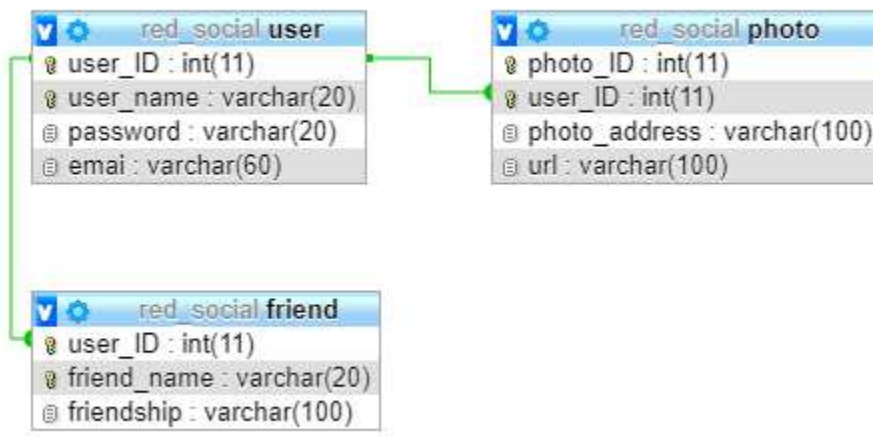 red_social user
user_ID : int(11)
user_name : varchar(20)
password : varchar(20)
emai : varchar(60)
red_social photo
photo_ID : int(11)
user_ID : int(11)
photo_address : varchar(100)
url : varchar(100)
red_social friend
user_ID : int(11)
friend_name : varchar(20)
friendship : varchar(100)